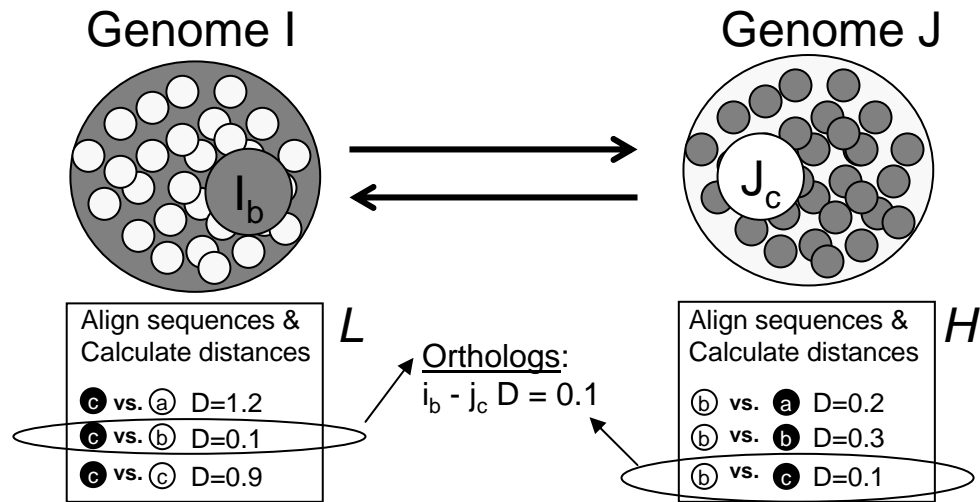 Genome I
Genome J
I_b
J_c
Align sequences &
Calculate distances
L
c vs. a D=1.2
c vs. b D=0.1
c vs. c D=0.9
Orthologs:
i_b - j_c D = 0.1
Align sequences &
Calculate distances
H
b vs. a D=0.2
b vs. b D=0.3
b vs. c D=0.1